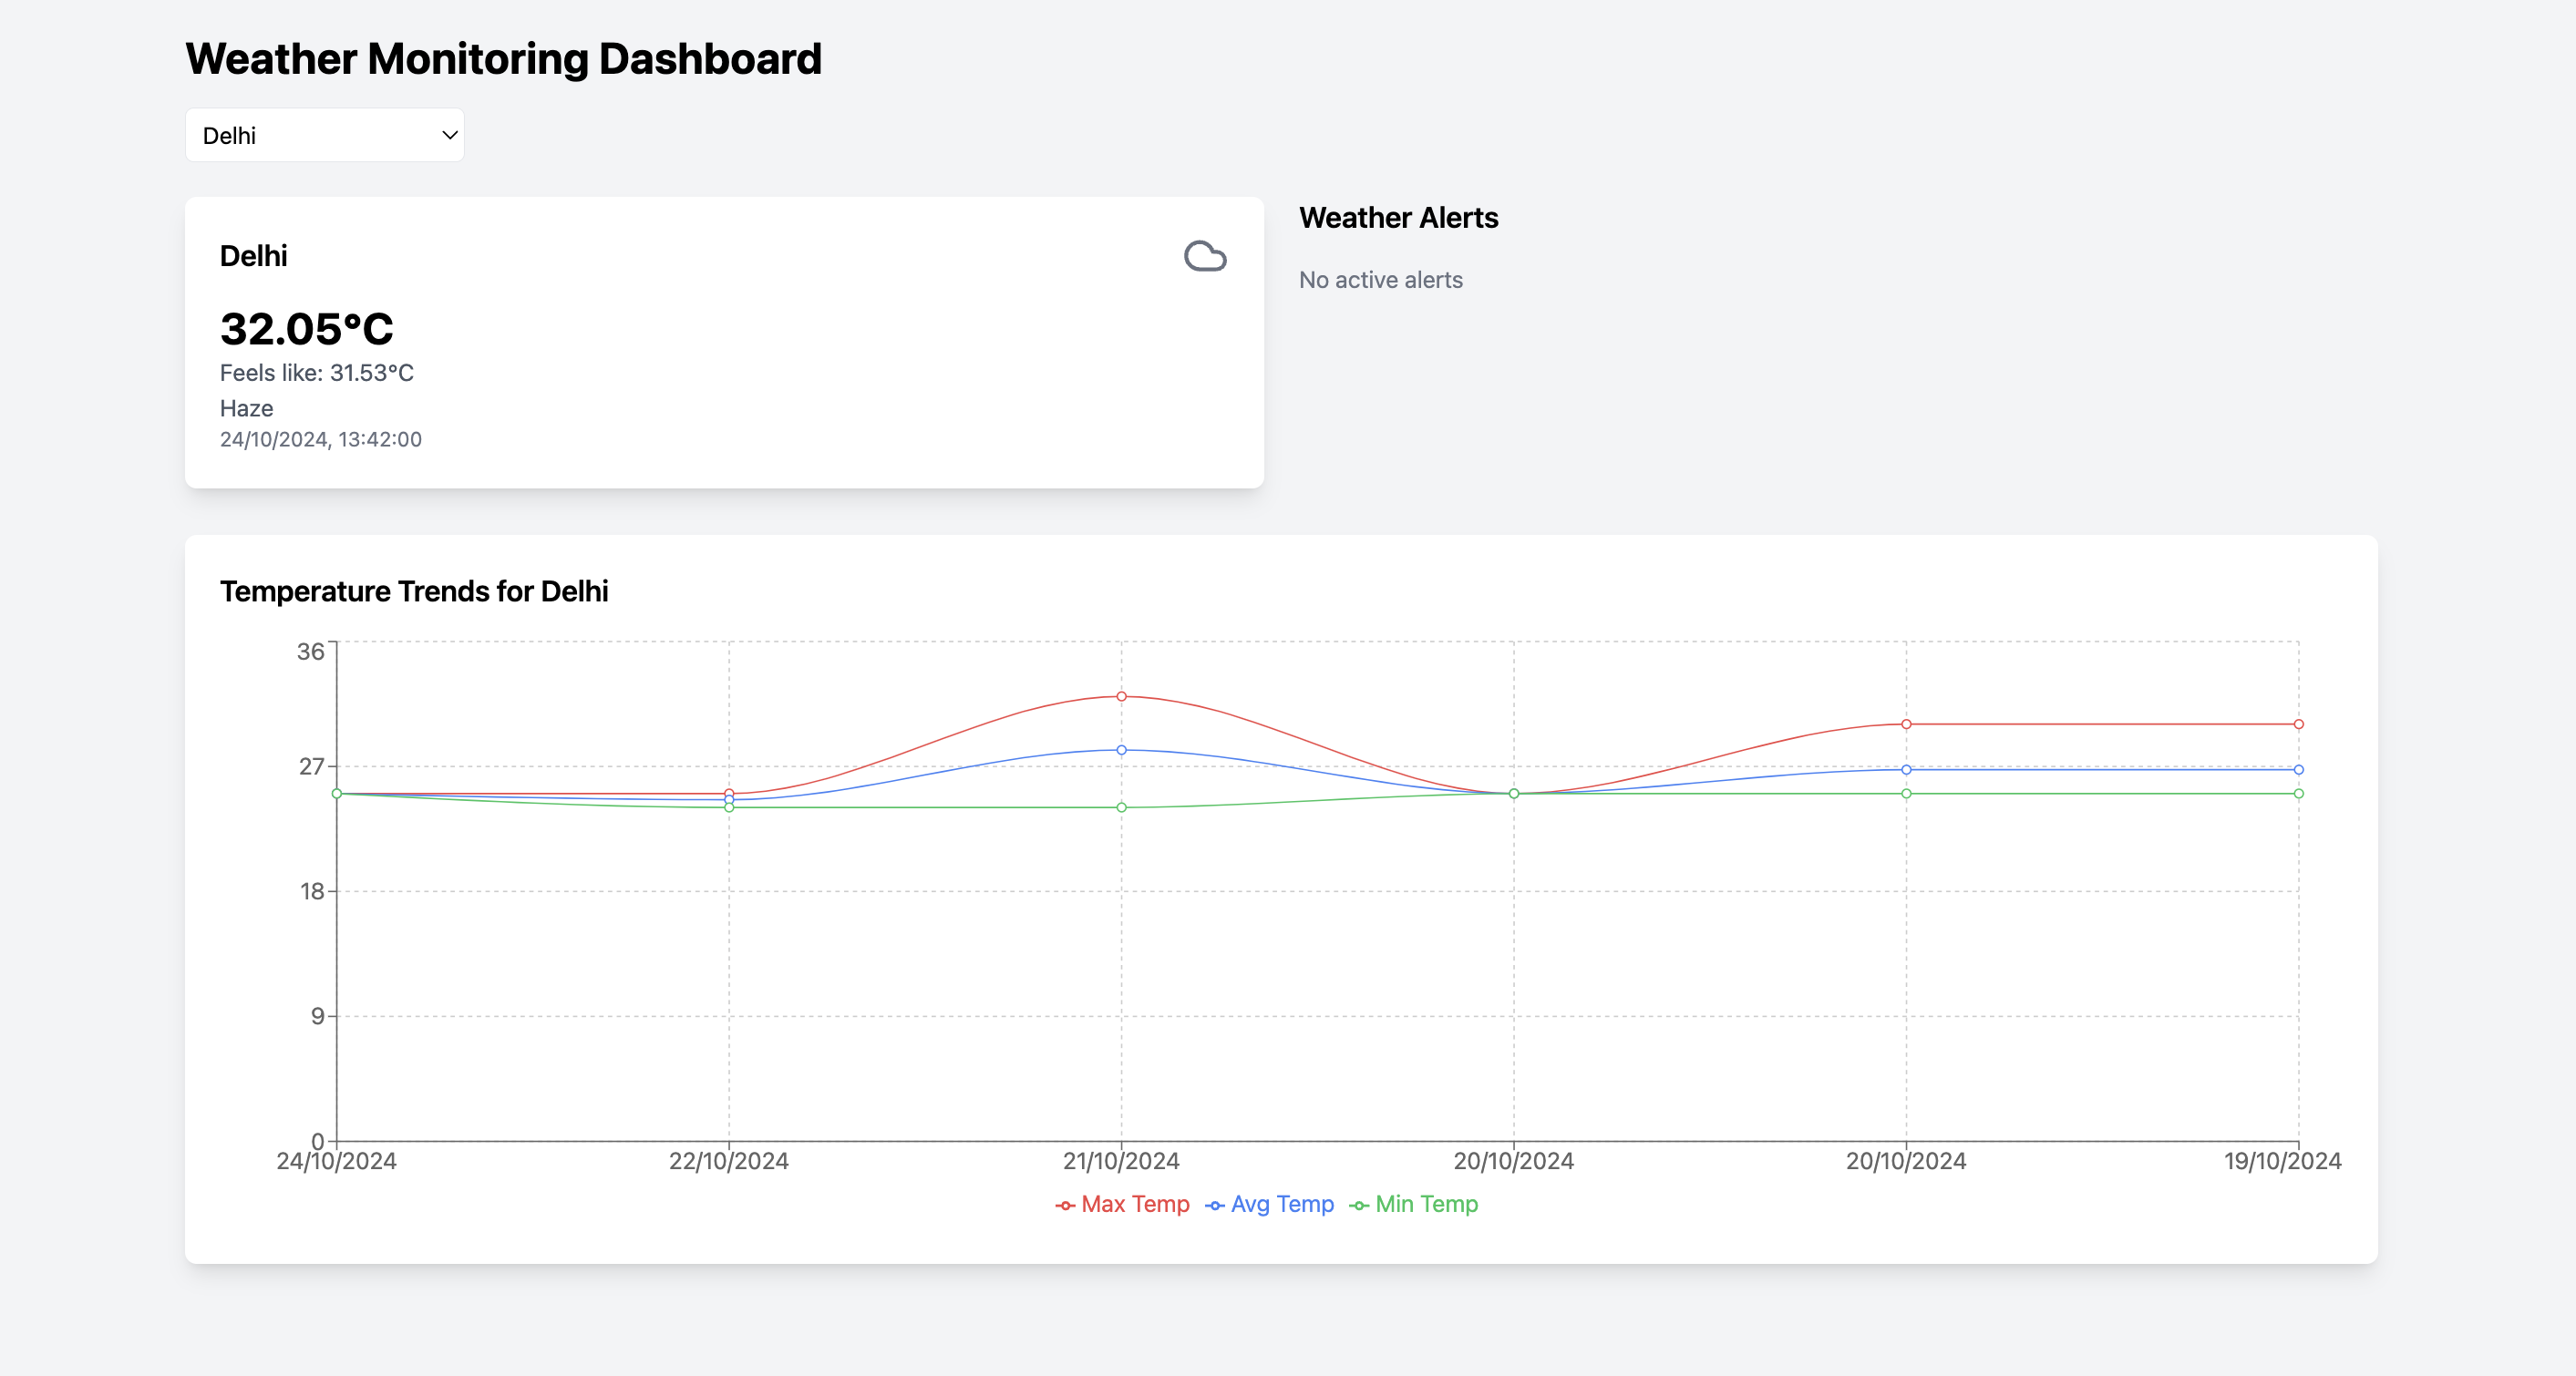 Weather Monitoring Dashboard
Delhi
Delhi
32.05°C
Feels like: 31.53°C
Haze
24/10/2024, 13:42:00
Weather Alerts
No active alerts
Temperature Trends for Delhi
36
27
18
9
0
24/10/2024 22/10/2024 21/10/2024 20/10/2024 20/10/2024 19/10/2024
Max Temp Avg Temp Min Temp